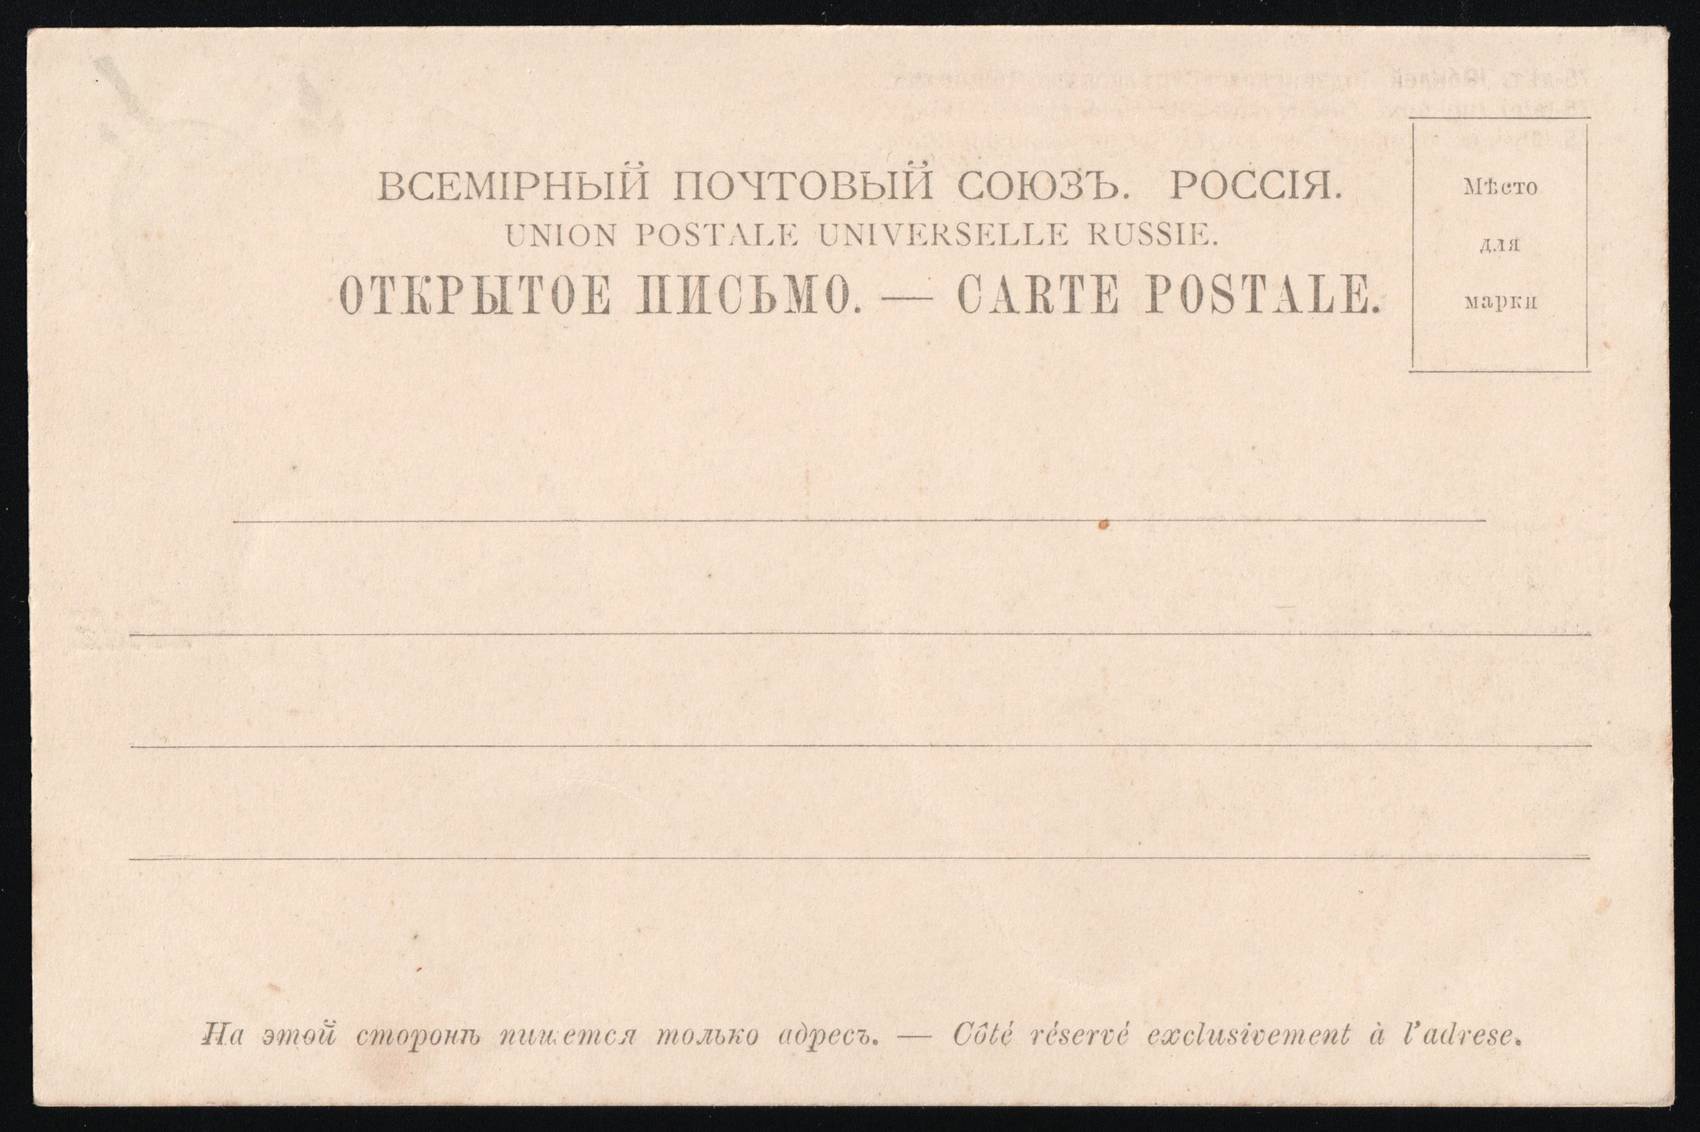 ВСЕМІРНЫЙ ПОЧТОВЫЙ СОЮЗЪ. РОССІЯ.
UNION POSTALE UNIVERSELLE RUSSIE.
ОТКРЫТОЕ ПИСЬМО. — CARTE POSTALE.
Мѣсто
для
марки
На этой сторонѣ пишется только адресъ. — Côté réservé exclusivement à l'adrese.